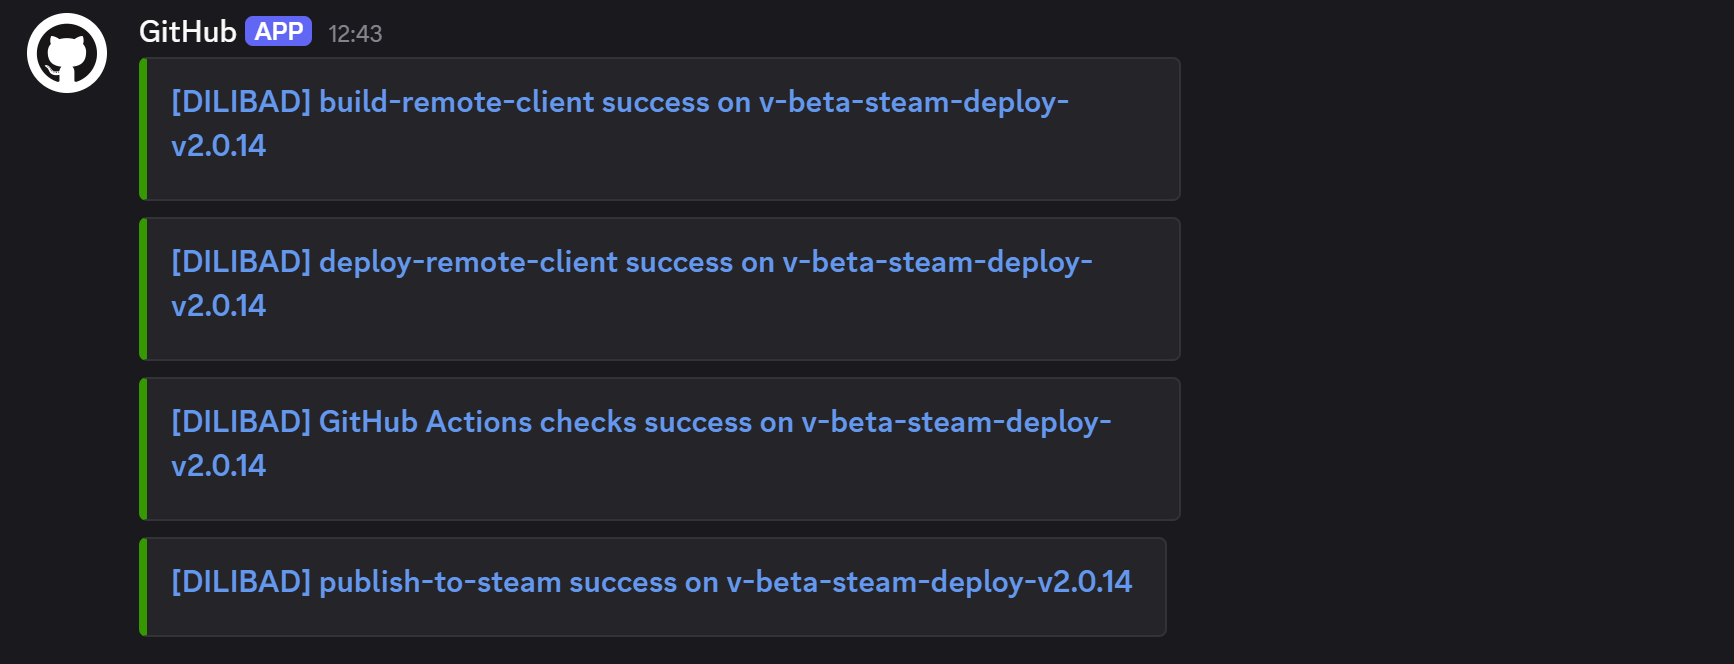 GitHub APP 12:43
[DILIBAD] build-remote-client success on v-beta-steam-deploy-
v2.0.14
[DILIBAD] deploy-remote-client success on v-beta-steam-deploy-
v2.0.14
[DILIBAD] GitHub Actions checks success on v-beta-steam-deploy-
v2.0.14
[DILIBAD] publish-to-steam success on v-beta-steam-deploy-v2.0.14